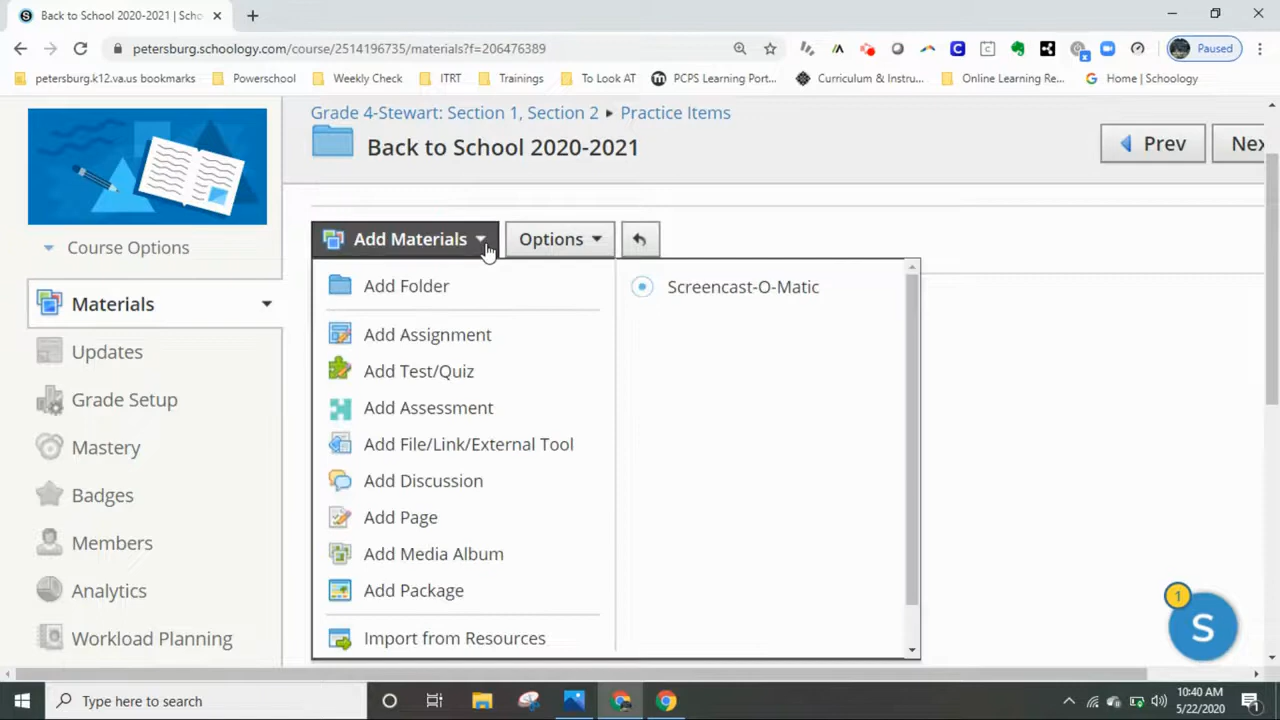 Back to School 2020-2021 | Scho
petersburg.schoology.com/course/2514196735/materials?f=206476389
Paused
petersburg.k12.va.us bookmarks
Powerschool
Weekly Check
ITRT
Trainings
To Look AT
PCPS Learning Port...
Curriculum & Instru...
Online Learning Re...
Home | Schoology
Grade 4-Stewart: Section 1, Section 2 ▸ Practice Items
Back to School 2020-2021
Prev
Nex
Course Options
Materials
Updates
Grade Setup
Mastery
Badges
Members
Analytics
Workload Planning
Add Materials
Options
Add Folder
Add Assignment
Add Test/Quiz
Add Assessment
Add File/Link/External Tool
Add Discussion
Add Page
Add Media Album
Add Package
Import from Resources
Screencast-O-Matic
1
S
Type here to search
10:40 AM
5/22/2020
1